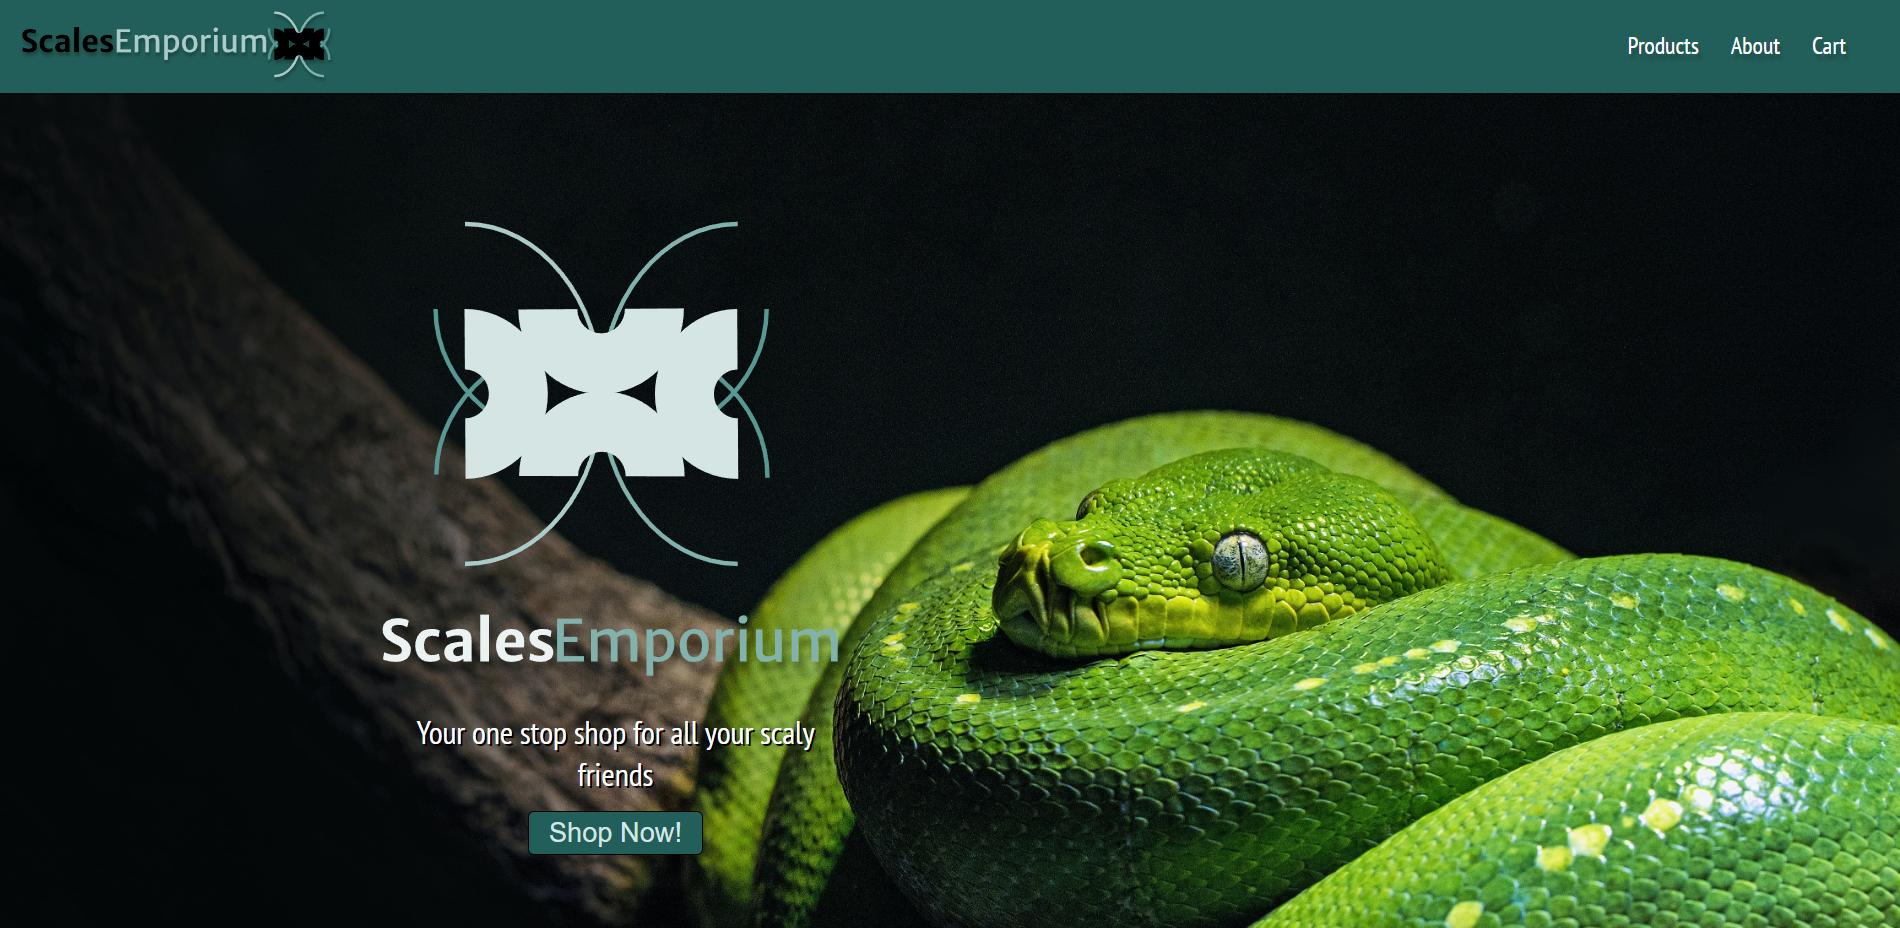 ScalesEmporium
Products
About
Cart
ScalesEmporium
Your one stop shop for all your scaly
friends
Shop Now!